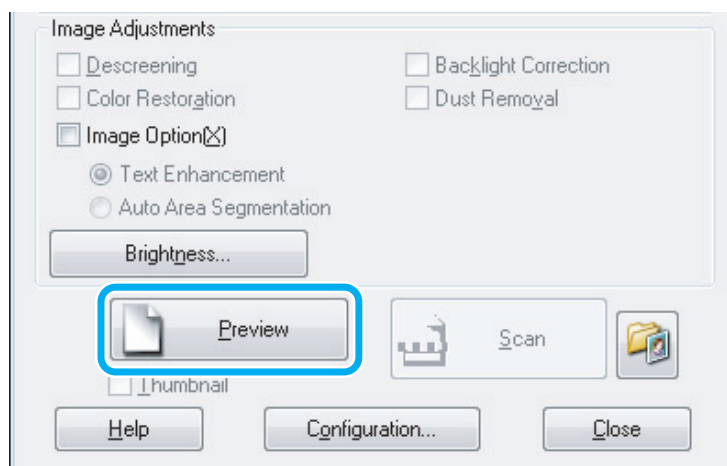 Image Adjustments
Descreening
Backlight Correction
Color Restoration
Dust Removal
Image Option(X)
Text Enhancement
Auto Area Segmentation
Brightness...
Preview
Scan
Thumbnail
Help
Configuration...
Close